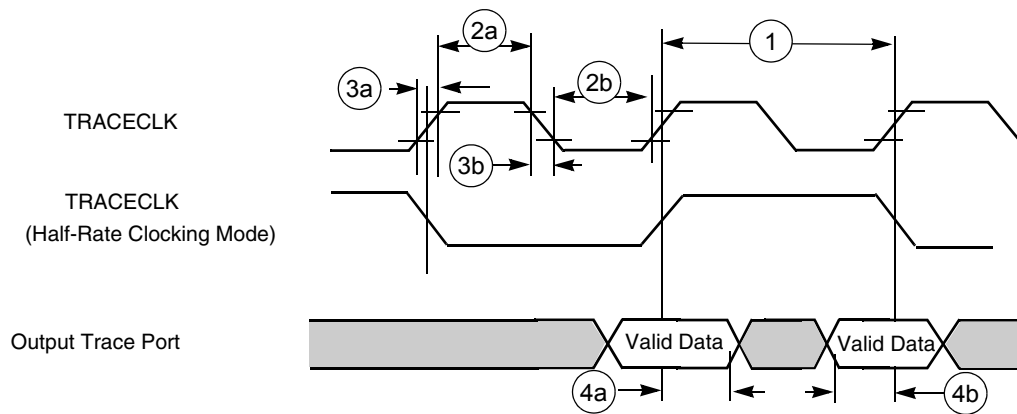 2a
1
3a
2b
TRACECLK
3b
TRACECLK
(Half-Rate Clocking Mode)
Output Trace Port
Valid Data
Valid Data
4a
4b